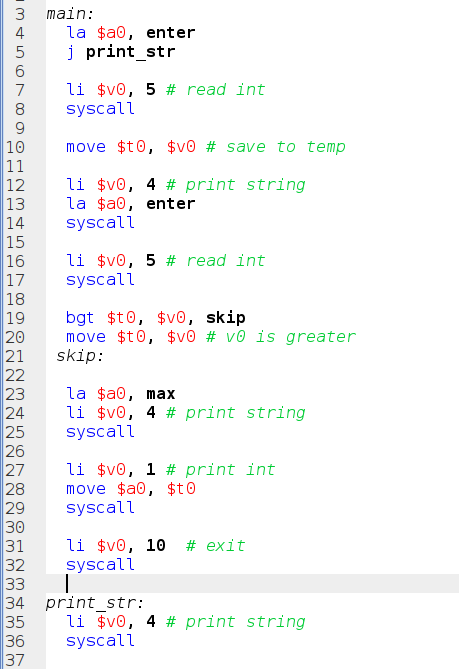 3 main:
4 la $a0, enter
5 j print_str
6
7 li $v0, 5 # read int
8 syscall
9
10 move $t0, $v0 # save to temp
11
12 li $v0, 4 # print string
13 la $a0, enter
14 syscall
15
16 li $v0, 5 # read int
17 syscall
18
19 bgt $t0, $v0, skip
20 move $t0, $v0 # v0 is greater
21 skip:
22
23 la $a0, max
24 li $v0, 4 # print string
25 syscall
26
27 li $v0, 1 # print int
28 move $a0, $t0
29 syscall
30
31 li $v0, 10 # exit
32 syscall
33
34 print_str:
35 li $v0, 4 # print string
36 syscall
37